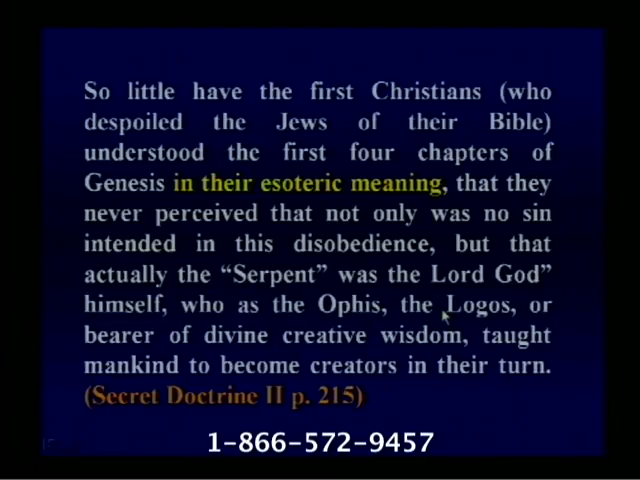 So little have the first Christians (who
despoiled the Jews of their Bible)
understood the first four chapters of
Genesis in their esoteric meaning, that they
never perceived that not only was no sin
intended in this disobedience, but that
actually the “Serpent” was the Lord God”
himself, who as the Ophis, the Logos, or
bearer of divine creative wisdom, taught
mankind to become creators in their turn.
(Secret Doctrine II p. 215)
1-866-572-9457